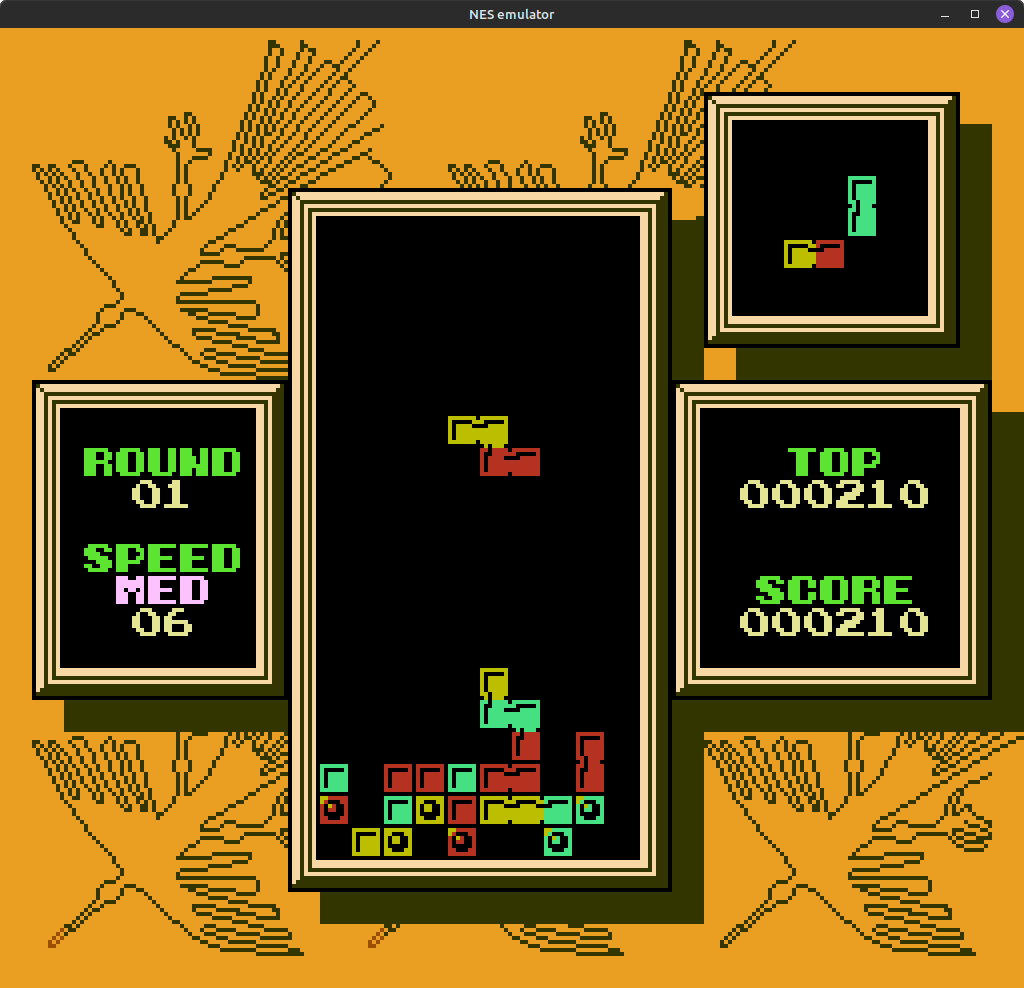 NES emulator
ROUND
01
SPEED
MED
06
TOP
000210
SCORE
000210